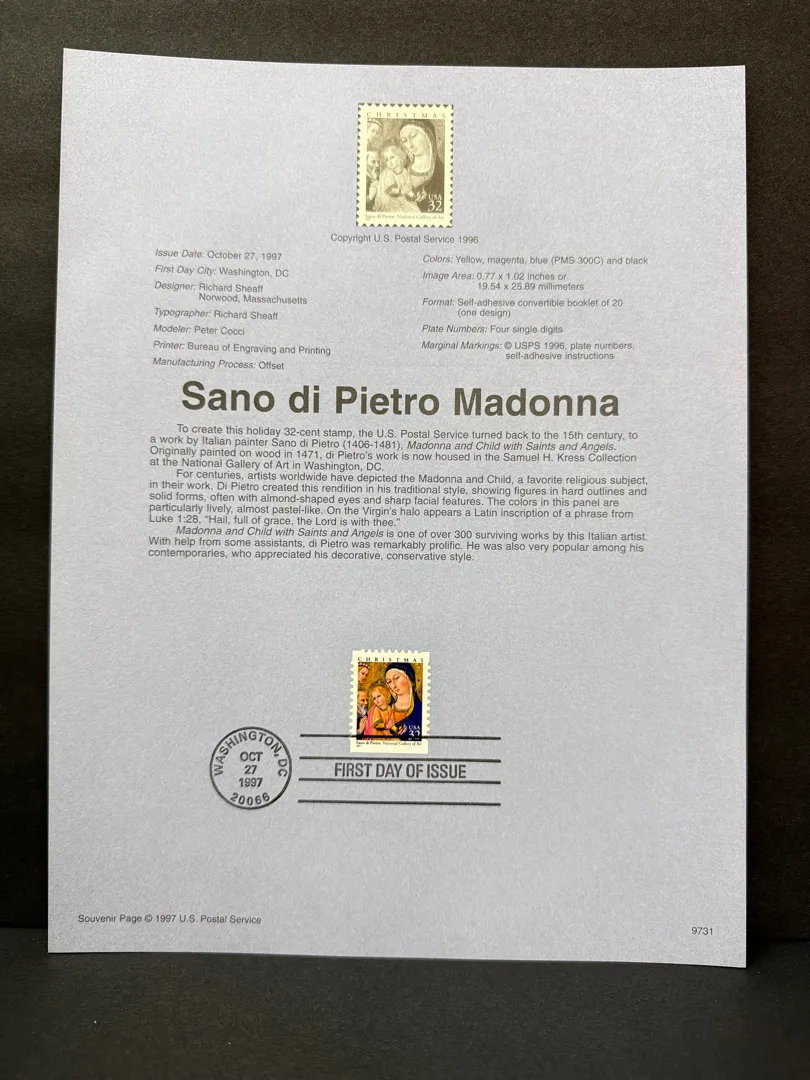 CHRISTMAS
USA
32
Sano di Pietro: National Gallery of Art
Copyright U.S. Postal Service 1996
Issue Date: October 27, 1997
First Day City: Washington, DC
Designer: Richard Sheaff
Norwood, Massachusetts
Typographer: Richard Sheaff
Modeler: Peter Cocci
Printer: Bureau of Engraving and Printing
Manufacturing Process: Offset
Colors: Yellow, magenta, blue (PMS 300C) and black
Image Area: 0.77 x 1.02 inches or
19.54 x 25.89 millimeters
Format: Self-adhesive convertible booklet of 20
(one design)
Plate Numbers: Four single digits
Marginal Markings: © USPS 1996, plate numbers,
self-adhesive instructions
Sano di Pietro Madonna
To create this holiday 32-cent stamp, the U.S. Postal Service turned back to the 15th century, to
a work by Italian painter Sano di Pietro (1406-1481), Madonna and Child with Saints and Angels.
Originally painted on wood in 1471, di Pietro's work is now housed in the Samuel H. Kress Collection
at the National Gallery of Art in Washington, DC.
For centuries, artists worldwide have depicted the Madonna and Child, a favorite religious subject,
in their work. Di Pietro created this rendition in his traditional style, showing figures in hard outlines and
solid forms, often with almond-shaped eyes and sharp facial features. The colors in this panel are
particularly lively, almost pastel-like. On the Virgin's halo appears a Latin inscription of a phrase from
Luke 1:28, "Hail, full of grace, the Lord is with thee."
Madonna and Child with Saints and Angels is one of over 300 surviving works by this Italian artist.
With help from some assistants, di Pietro was remarkably prolific. He was also very popular among his
contemporaries, who appreciated his decorative, conservative style.
CHRISTMAS
USA
32
Sano di Pietro: National Gallery of Art
WASHINGTON, DC
OCT
27
1997
20066
FIRST DAY OF ISSUE
Souvenir Page © 1997 U.S. Postal Service
9731